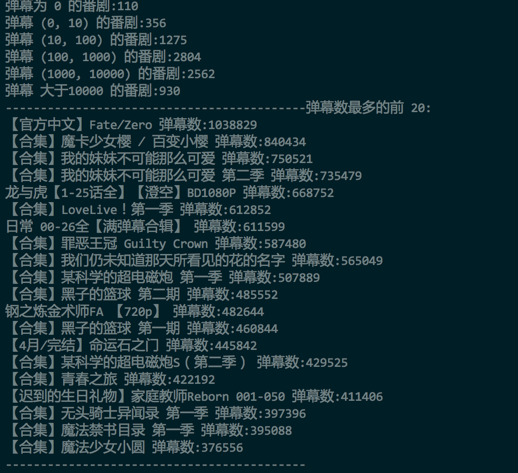 弹幕为 0 的番剧:110
弹幕 (0, 10) 的番剧:356
弹幕 (10, 100) 的番剧:1275
弹幕 (100, 1000) 的番剧:2804
弹幕 (1000, 10000) 的番剧:2562
弹幕 大于10000 的番剧:930
------------------------------------------弹幕数最多的前 20:
【官方中文】Fate/Zero 弹幕数:1038829
【合集】魔卡少女樱 / 百变小樱 弹幕数:840434
【合集】我的妹妹不可能那么可爱 弹幕数:750521
【合集】我的妹妹不可能那么可爱 第二季 弹幕数:735479
龙与虎【1-25话全】【澄空】BD1080P 弹幕数:668752
【合集】LoveLive！第一季 弹幕数:612852
日常 00-26全【满弹幕合辑】 弹幕数:611599
【合集】罪恶王冠 Guilty Crown 弹幕数:587480
【合集】我们仍未知道那天所看见的花的名字 弹幕数:565049
【合集】某科学的超电磁炮 第一季 弹幕数:507889
【合集】黑子的篮球 第二期 弹幕数:485552
钢之炼金术师FA 【720p】 弹幕数:482644
【合集】黑子的篮球 第一期 弹幕数:460844
【4月/完结】命运石之门 弹幕数:445842
【合集】某科学的超电磁炮S（第二季） 弹幕数:429525
【合集】青春之旅 弹幕数:422192
【迟到的生日礼物】家庭教师Reborn 001-050 弹幕数:411406
【合集】无头骑士异闻录 第一季 弹幕数:397396
【合集】魔法禁书目录 第一季 弹幕数:395088
【合集】魔法少女小圆 弹幕数:376556
------------------------------------------